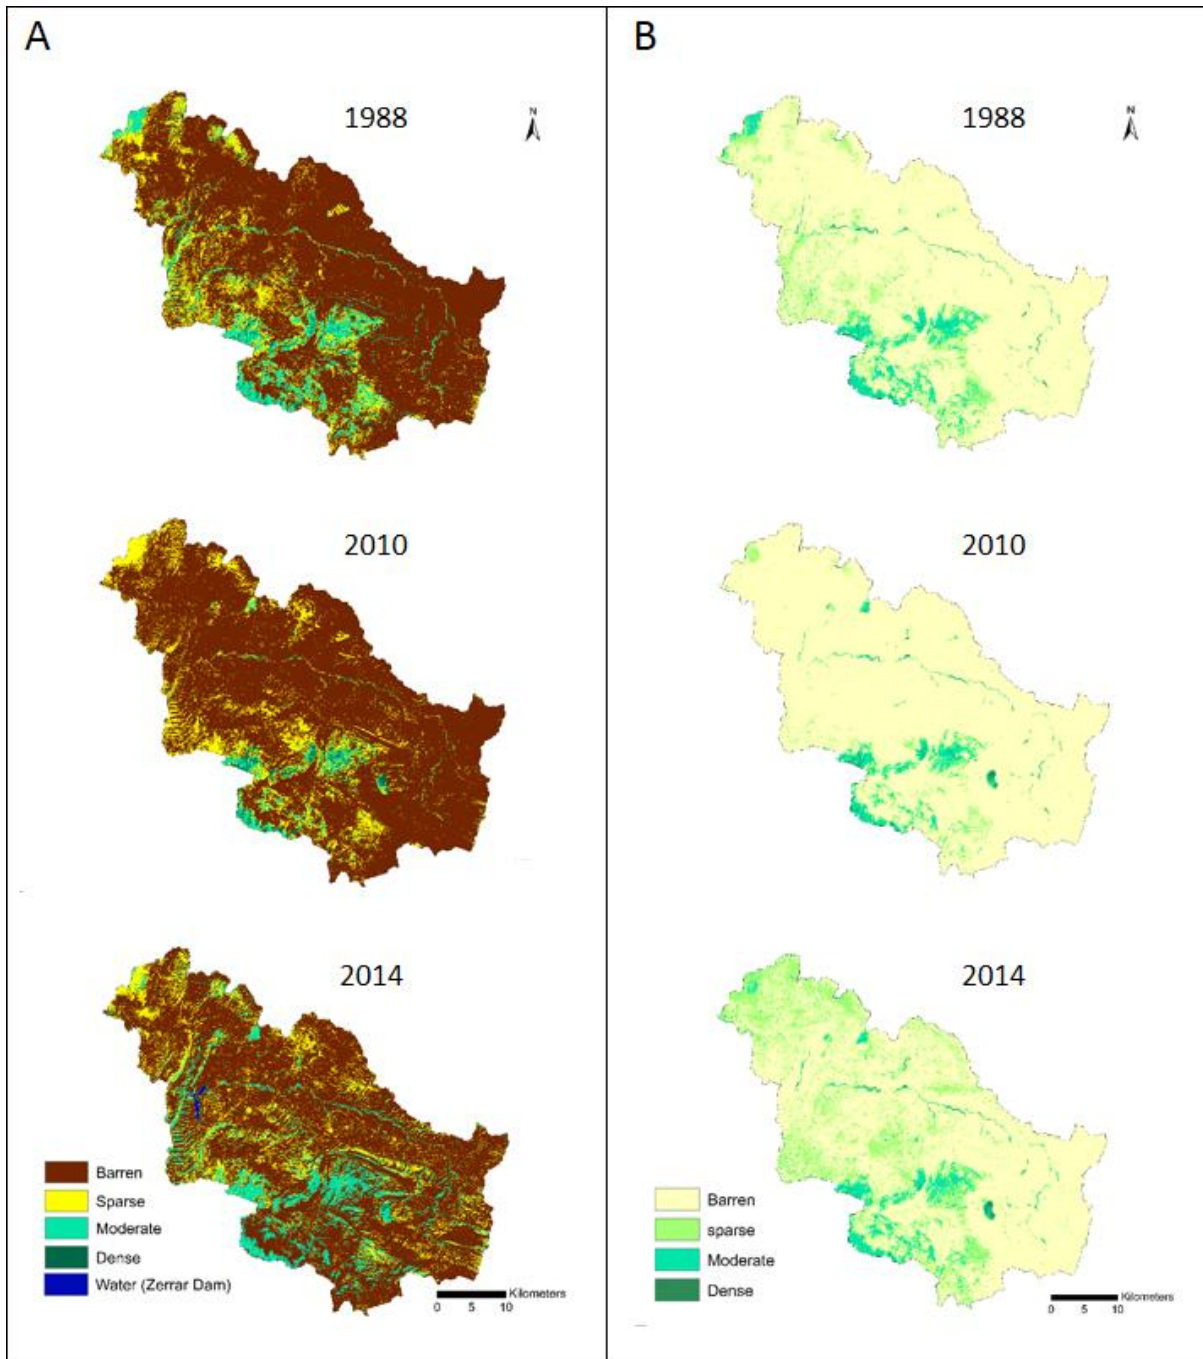 A
1988
N
2010
2014
Barren
Sparse
Moderate
Dense
Water (Zerrar Dam)
Kilometers
0 5 10
B
1988
N
2010
2014
Barren
sparse
Moderate
Dense
Kilometers
0 5 10